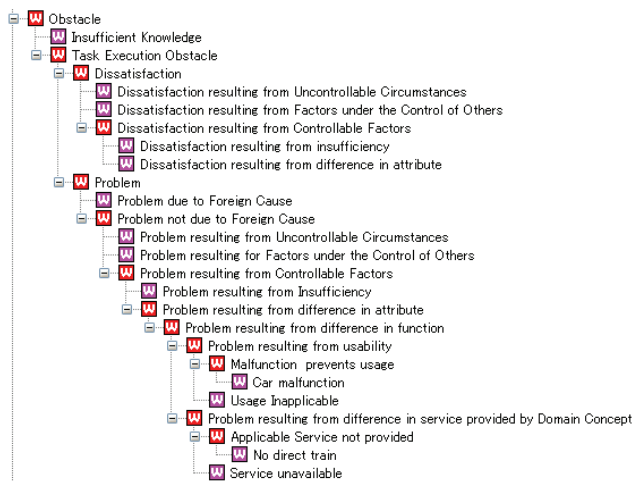 Obstacle
Insufficient Knowledge
Task Execution Obstacle
Dissatisfaction
Dissatisfaction resulting from Uncontrollable Circumstances
Dissatisfaction resulting from Factors under the Control of Others
Dissatisfaction resulting from Controllable Factors
Dissatisfaction resulting from insufficiency
Dissatisfaction resulting from difference in attribute
Problem
Problem due to Foreign Cause
Problem not due to Foreign Cause
Problem resulting from Uncontrollable Circumstances
Problem resulting for Factors under the Control of Others
Problem resulting from Controllable Factors
Problem resulting from Insufficiency
Problem resulting from difference in attribute
Problem resulting from difference in function
Problem resulting from usability
Malfunction prevents usage
Car malfunction
Usage Inapplicable
Problem resulting from difference in service provided by Domain Concept
Applicable Service not provided
No direct train
Service unavailable